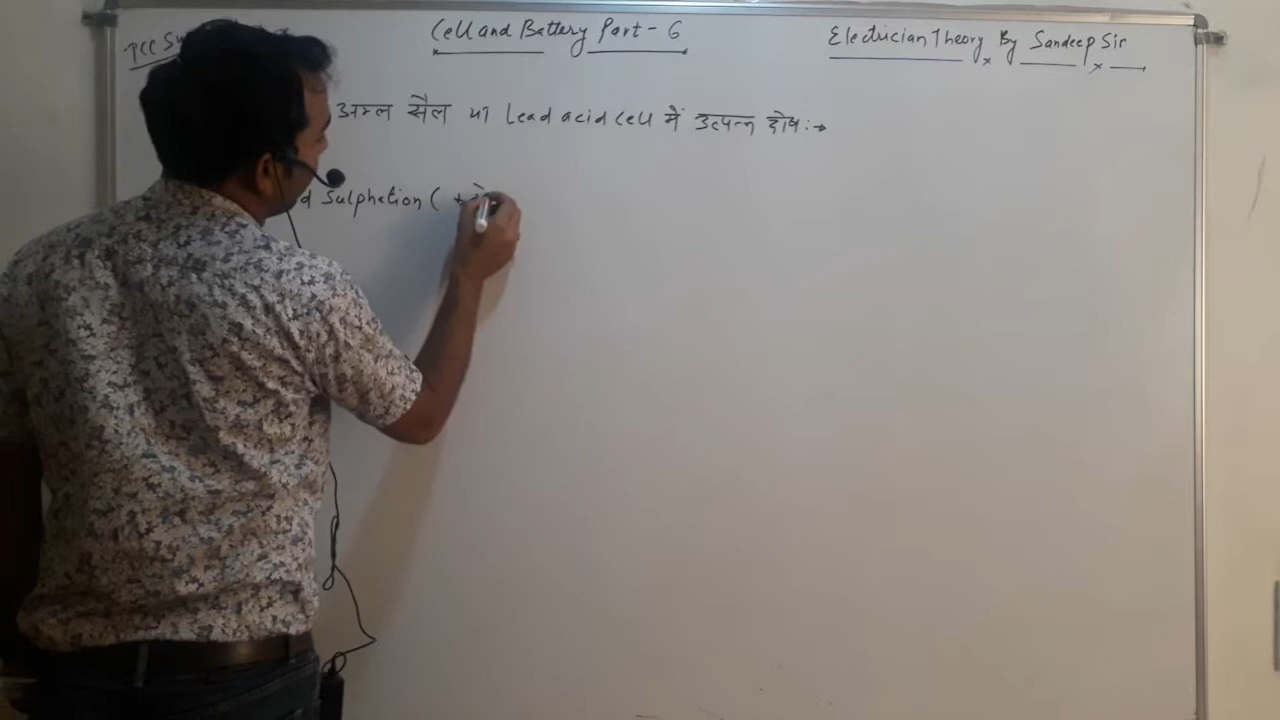 Cell and Battery Part - 6
Electrician Theory By Sandeep Sir
अम्ल सैल या Lead acid cell में उत्पन्न दोष :→
Sulphation (